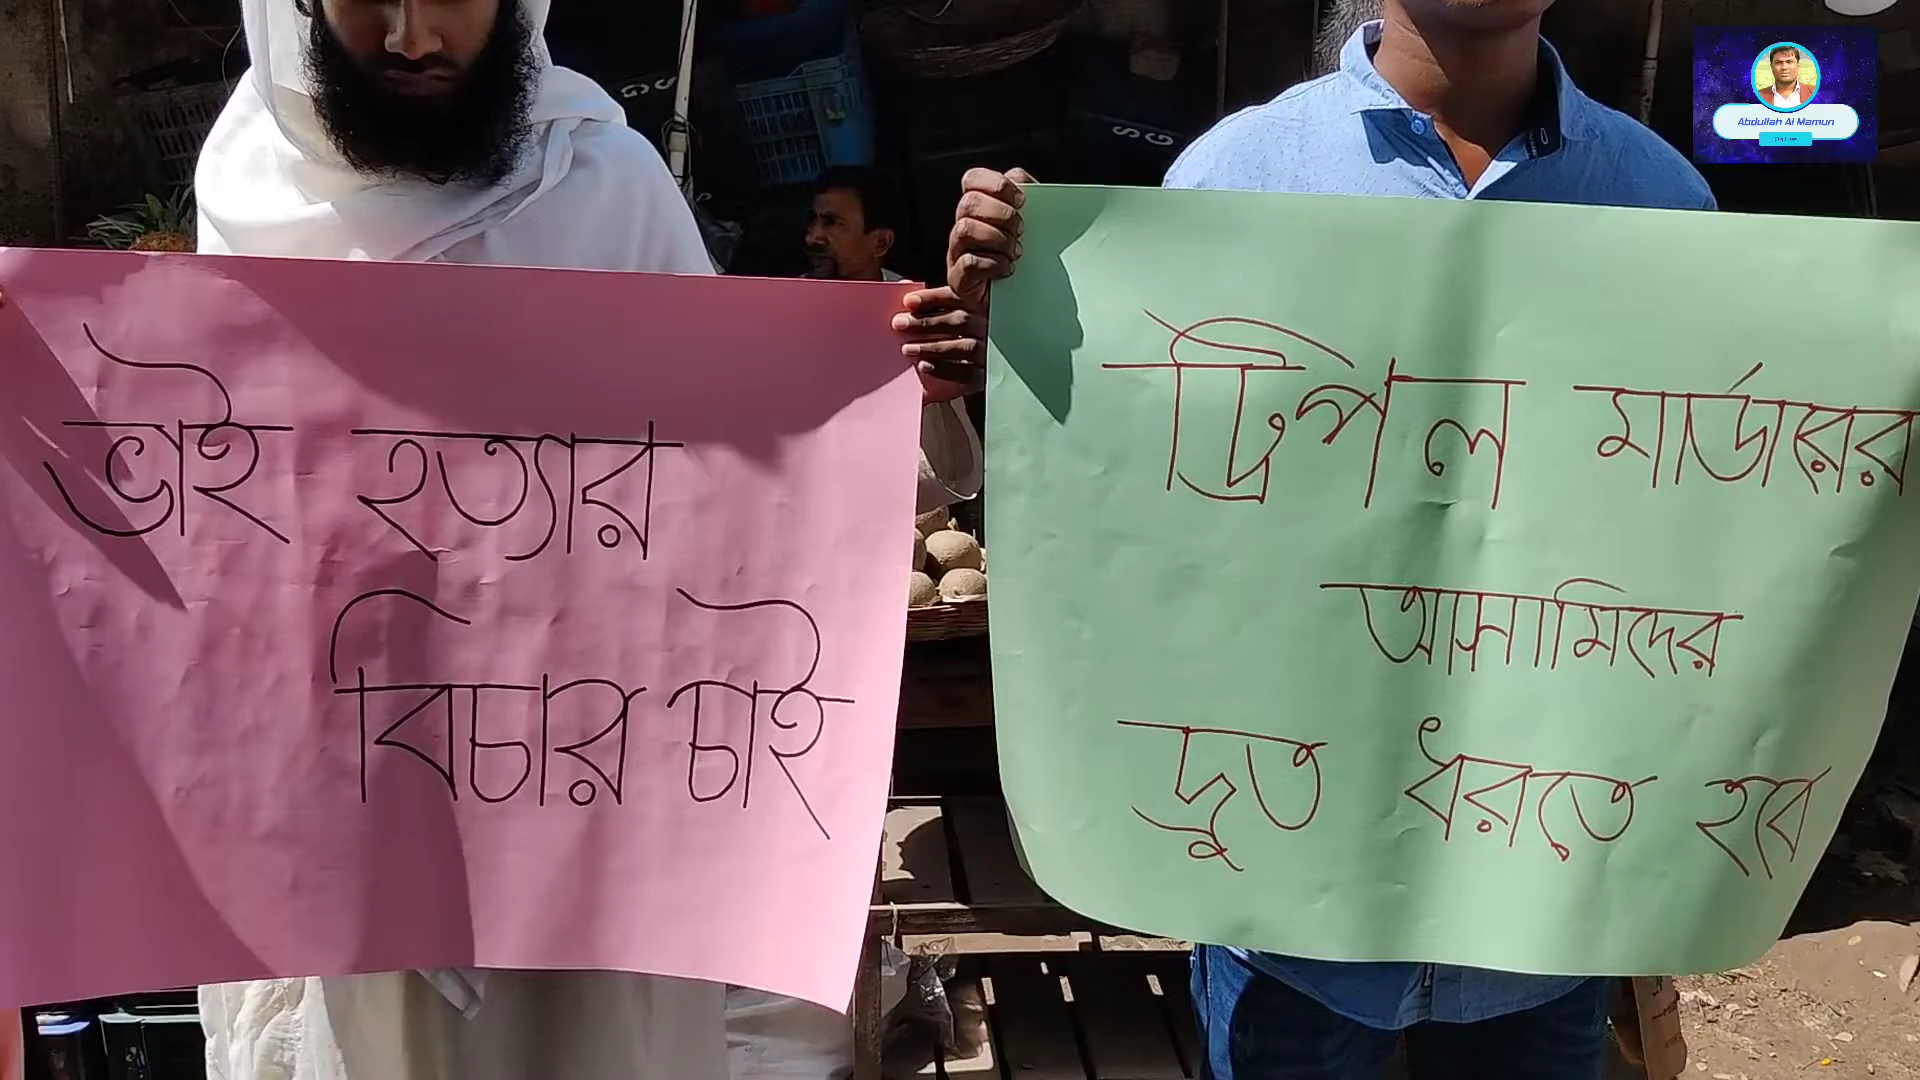 ভাই হত্যার
বিচার চাই
ট্রিপল মার্ডারের
আসামিদের
দ্রুত ধরতে হবে
Abdullah Al Mamun